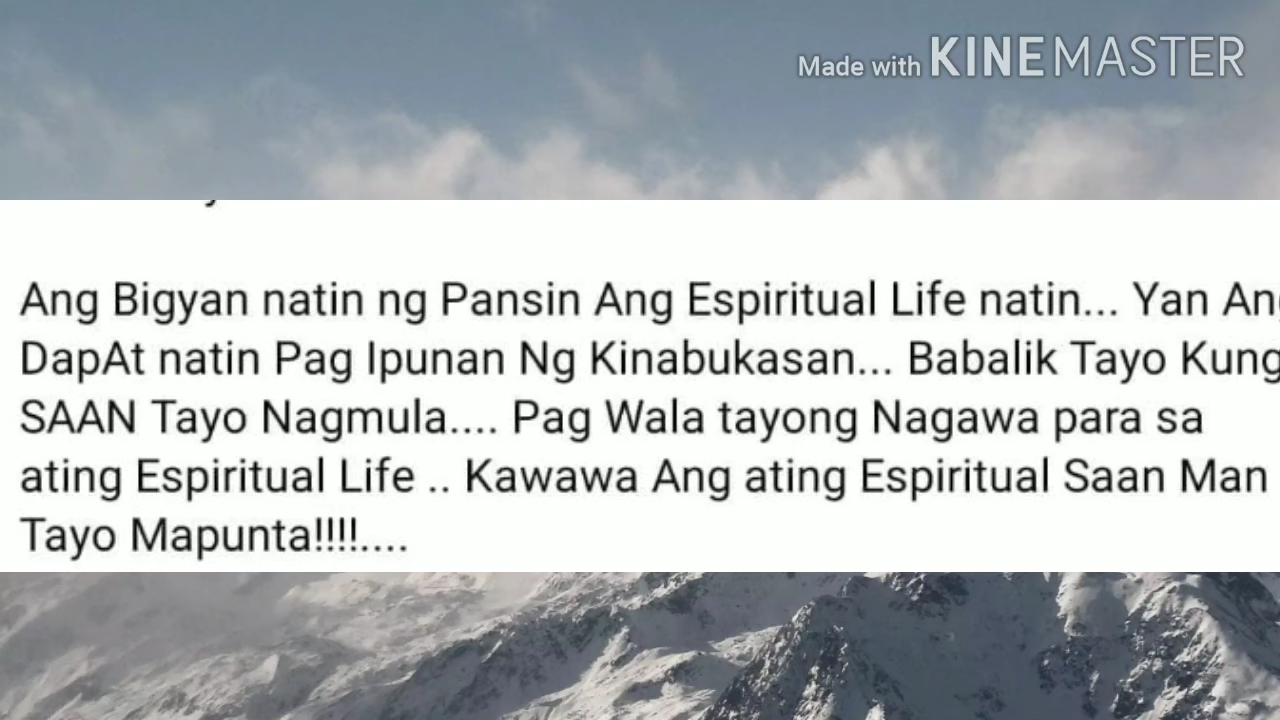 Made with KINEMASTER
Ang Bigyan natin ng Pansin Ang Espiritual Life natin... Yan Ang
DapAt natin Pag Ipunan Ng Kinabukasan... Babalik Tayo Kung
SAAN Tayo Nagmula.... Pag Wala tayong Nagawa para sa
ating Espiritual Life .. Kawawa Ang ating Espiritual Saan Man
Tayo Mapunta!!!!....